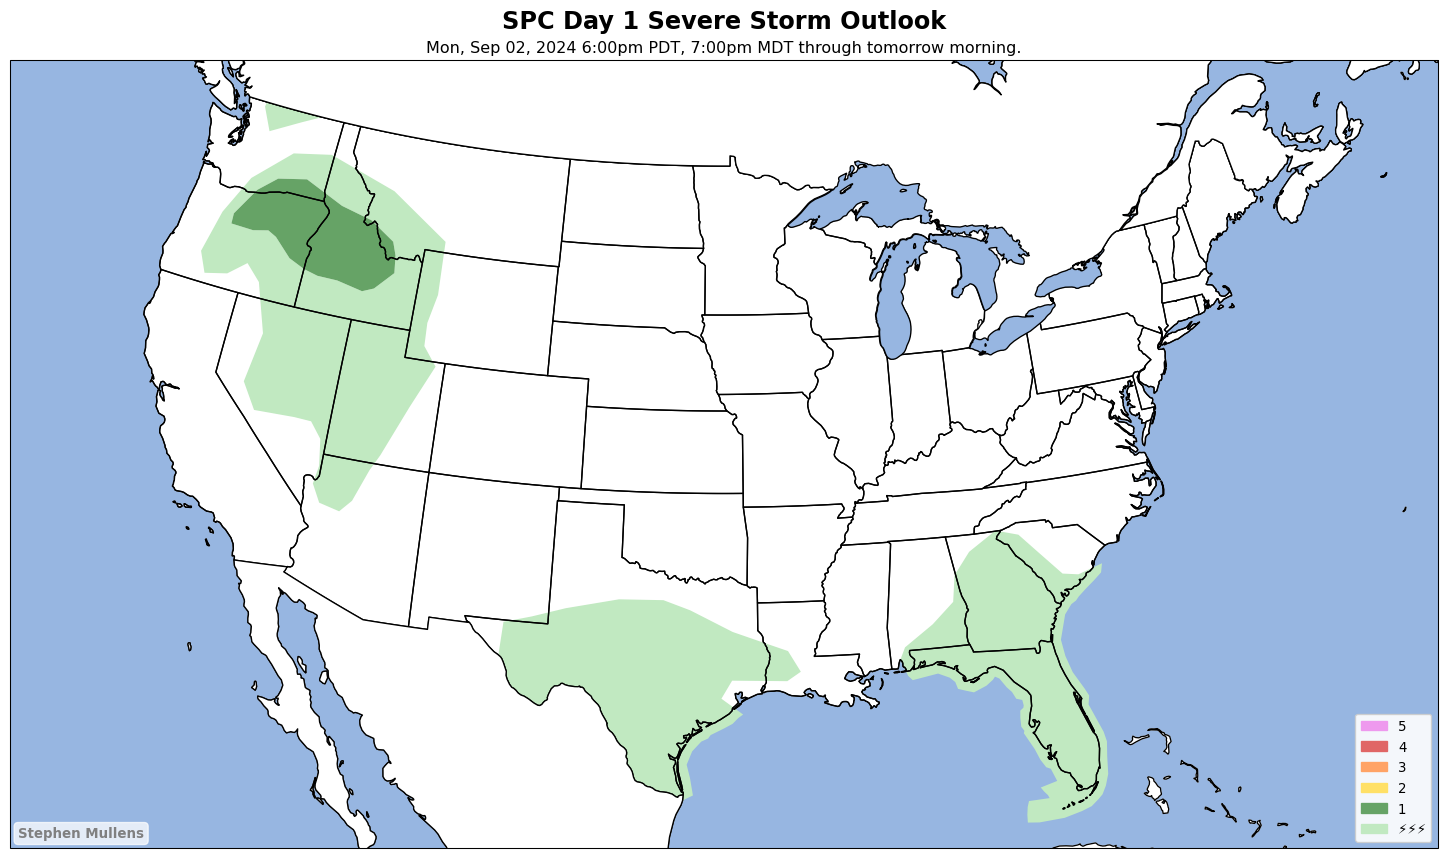 SPC Day 1 Severe Storm Outlook
Mon, Sep 02, 2024 6:00pm PDT, 7:00pm MDT through tomorrow morning.
5
4
3
2
1
⚡⚡⚡
Stephen Mullens